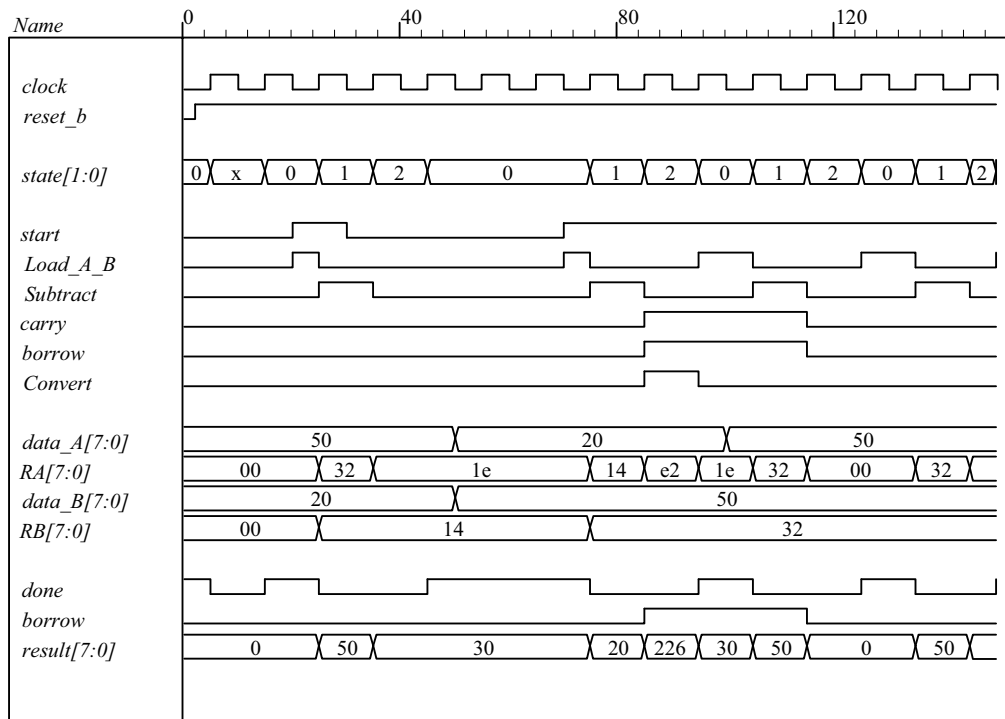 Name 0 40 80 120
clock
reset_b
state[1:0] 0 x 0 1 2 0 1 2 0 1 2 0 1 2
start
Load_A_B
Subtract
carry
borrow
Convert
data_A[7:0] 50 20 50
RA[7:0] 00 32 1e 14 e2 1e 32 00 32
data_B[7:0] 20 50
RB[7:0] 00 14 32
done
borrow
result[7:0] 0 50 30 20 226 30 50 0 50